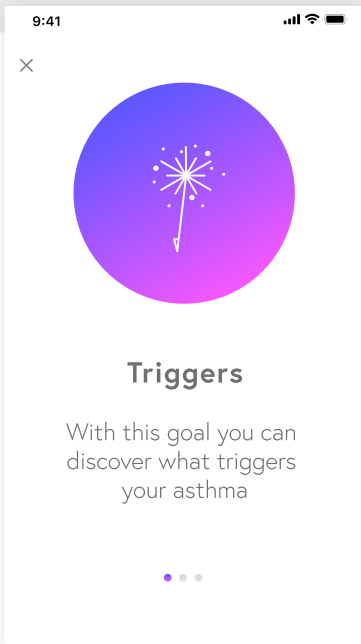 9:41
Triggers
With this goal you can
discover what triggers
your asthma